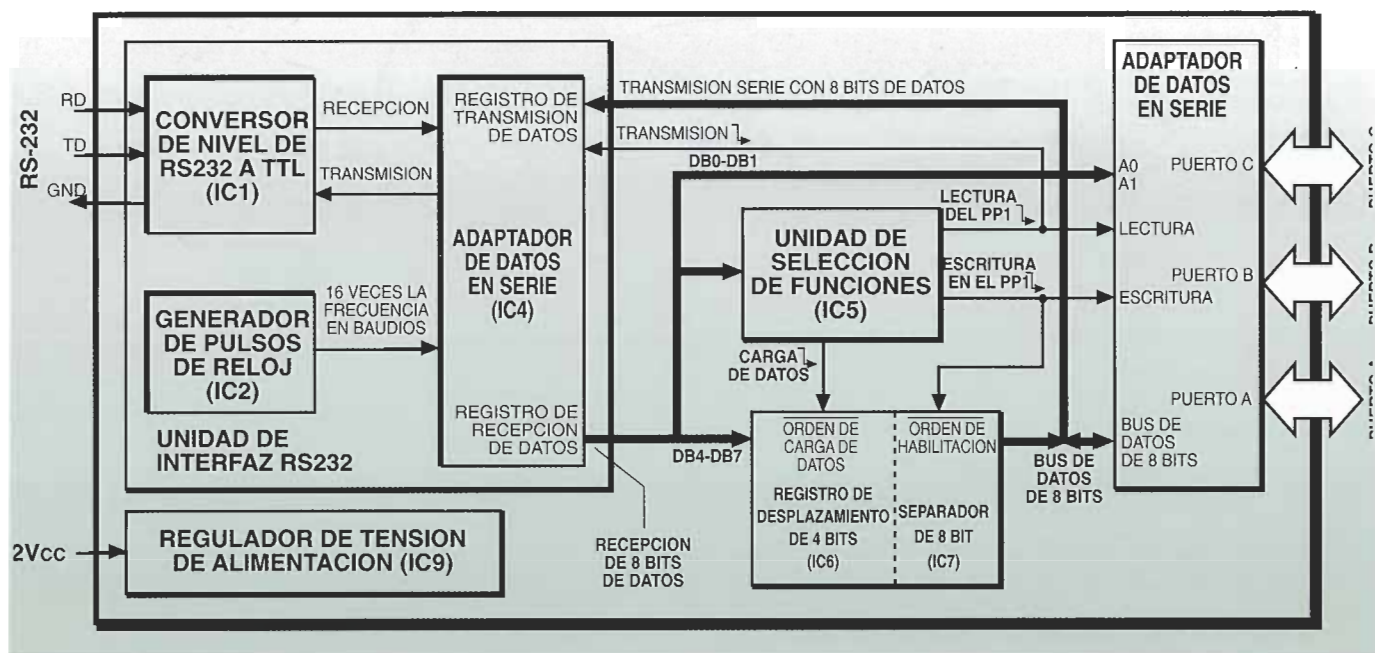 RS-232
RD
TD
GND
CONVERSOR
DE NIVEL DE
RS232 A TTL
(IC1)
RECEPCION
TRANSMISION
GENERADOR
DE PULSOS
DE RELOJ
(IC2)
16 VECES LA
FRECUENCIA
EN BAUDIOS
UNIDAD DE
INTERFAZ RS232
REGISTRO DE
TRANSMISION
DE DATOS
ADAPTADOR
DE DATOS
EN SERIE
(IC4)
REGISTRO DE
RECEPCION
DE DATOS
2Vcc
REGULADOR DE TENSION
DE ALIMENTACION (IC9)
RECEPCION
DE 8 BITS
DE DATOS
TRANSMISION SERIE CON 8 BITS DE DATOS
TRANSMISION
DB0-DB1
UNIDAD DE
SELECCION
DE FUNCIONES
(IC5)
LECTURA
DEL PP1
ESCRITURA
EN EL PP1
CARGA
DE DATOS
DB4-DB7
ORDEN DE
CARGA DE
DATOS
REGISTRO DE
DESPLAZAMIENTO
DE 4 BITS
(IC6)
ORDEN DE
HABILITACION
SEPARADOR
DE 8 BIT
(IC7)
BUS DE
DATOS
DE 8 BITS
ADAPTADOR
DE DATOS
EN SERIE
A0
A1
PUERTO C
LECTURA
PUERTO B
ESCRITURA
PUERTO A
BUS DE
DATOS
DE 8 BITS